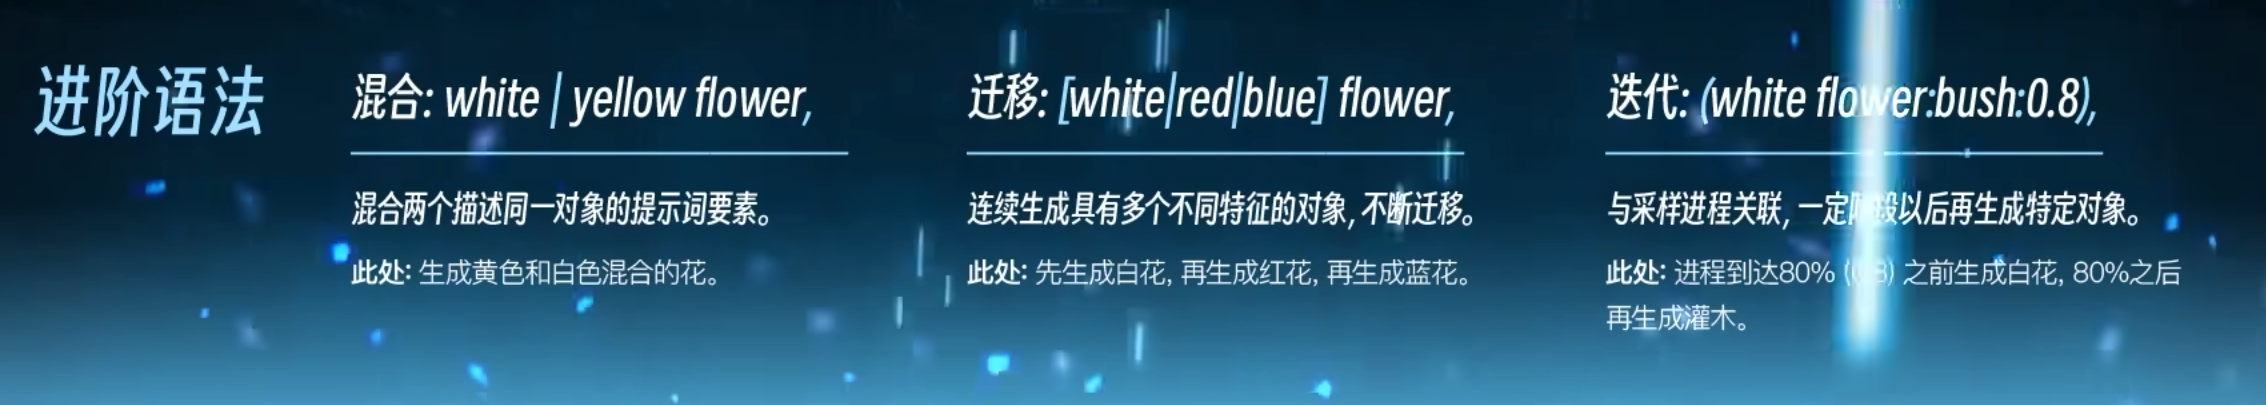 进阶语法
混合: white | yellow flower,
混合两个描述同一对象的提示词要素。
此处: 生成黄色和白色混合的花。
迁移: [white|red|blue] flower,
连续生成具有多个不同特征的对象, 不断迁移。
此处: 先生成白花, 再生成红花, 再生成蓝花。
迭代: (white flower:bush:0.8),
与采样进程关联, 一定阶段以后再生成特定对象。
此处: 进程到达80% (0.8) 之前生成白花, 80%之后
再生成灌木。